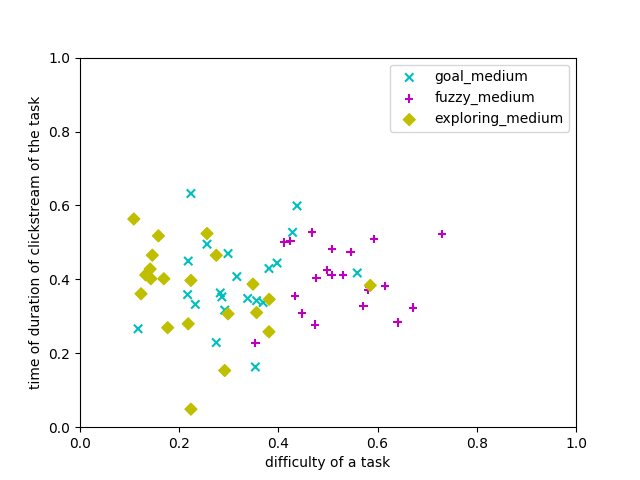 1.0
0.8
0.6
0.4
0.2
0.0
0.0 0.2 0.4 0.6 0.8 1.0
time of duration of clickstream of the task
difficulty of a task
goal_medium
fuzzy_medium
exploring_medium